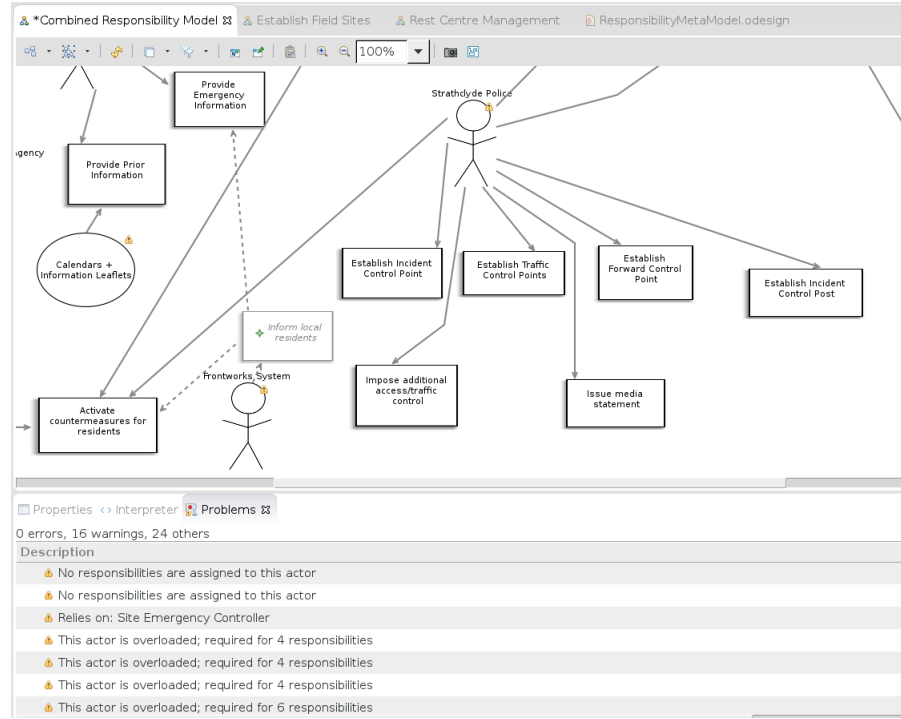 *Combined Responsibility Model
Establish Field Sites
Rest Centre Management
ResponsibilityMetaModel.odesign
100%
Provide
Emergency
Information
Strathclyde Police
Provide Prior
Information
Calendars +
Information Leaflets
Establish Incident
Control Point
Establish Traffic
Control Points
Establish
Forward Control
Point
Establish Incident
Control Post
Inform local
residents
Frontworks System
Impose additional
access/traffic
control
Issue media
statement
Activate
countermeasures for
residents
Properties
Interpreter
Problems
0 errors, 16 warnings, 24 others
Description
No responsibilities are assigned to this actor
No responsibilities are assigned to this actor
Relies on: Site Emergency Controller
This actor is overloaded; required for 4 responsibilities
This actor is overloaded; required for 4 responsibilities
This actor is overloaded; required for 4 responsibilities
This actor is overloaded; required for 6 responsibilities